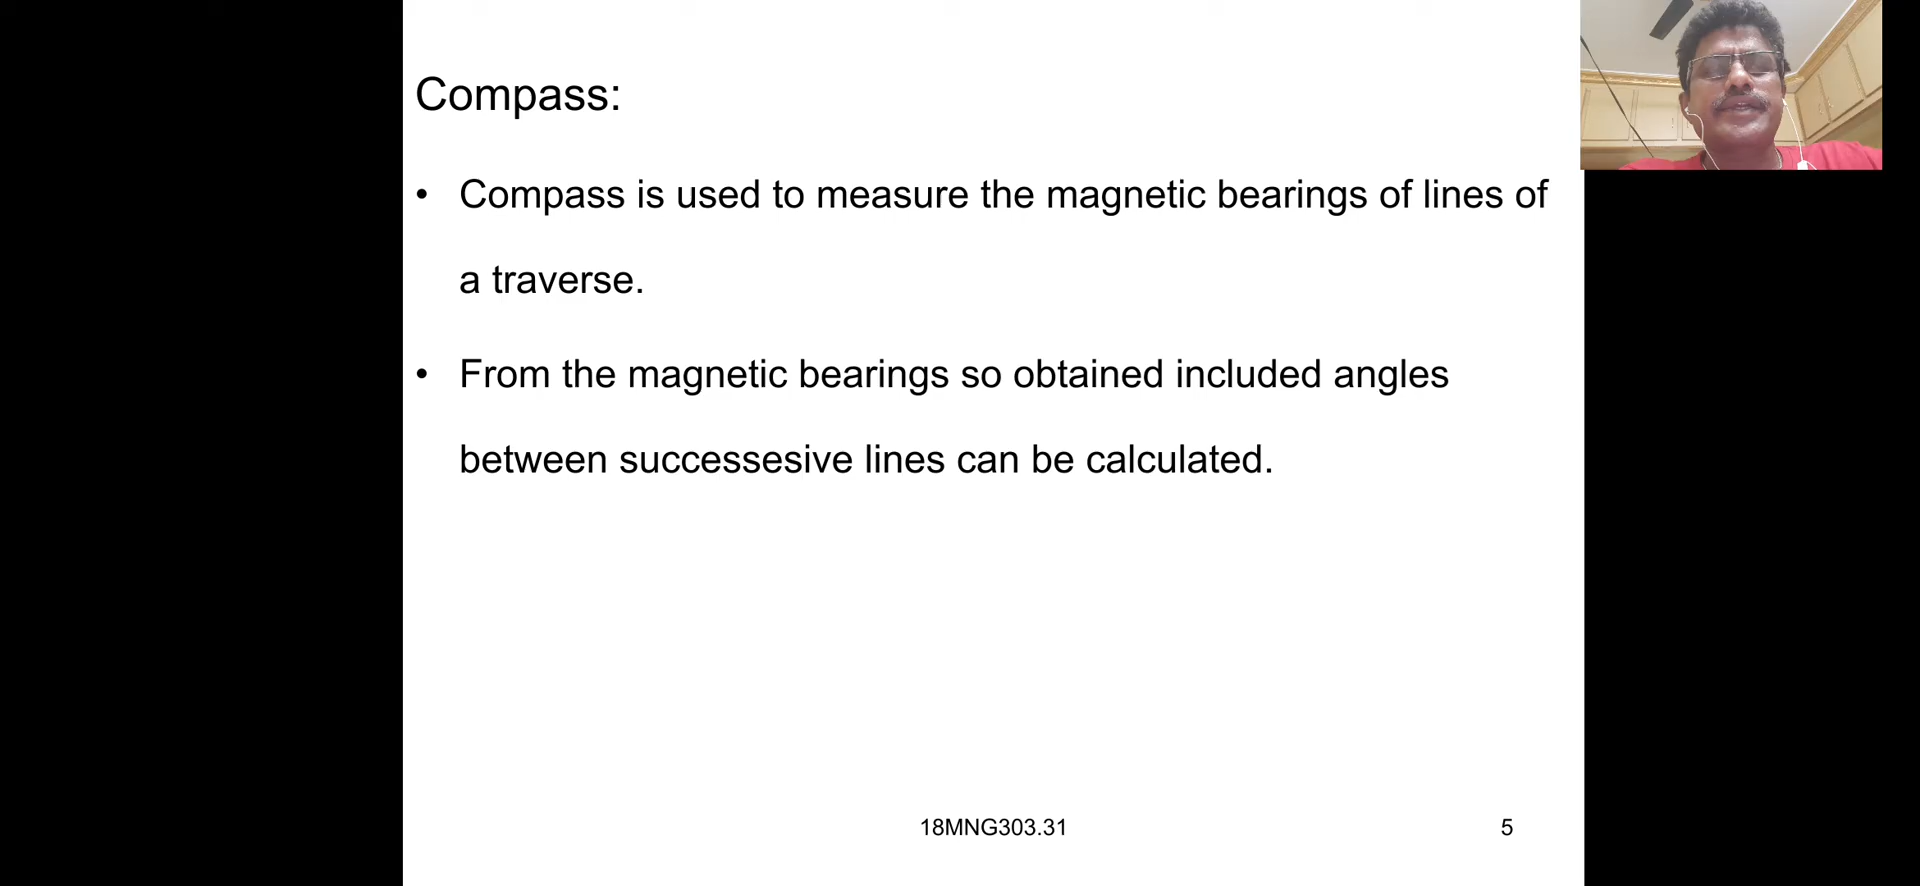 Compass:
• Compass is used to measure the magnetic bearings of lines of
a traverse.
• From the magnetic bearings so obtained included angles
between successesive lines can be calculated.
18MNG303.31
5